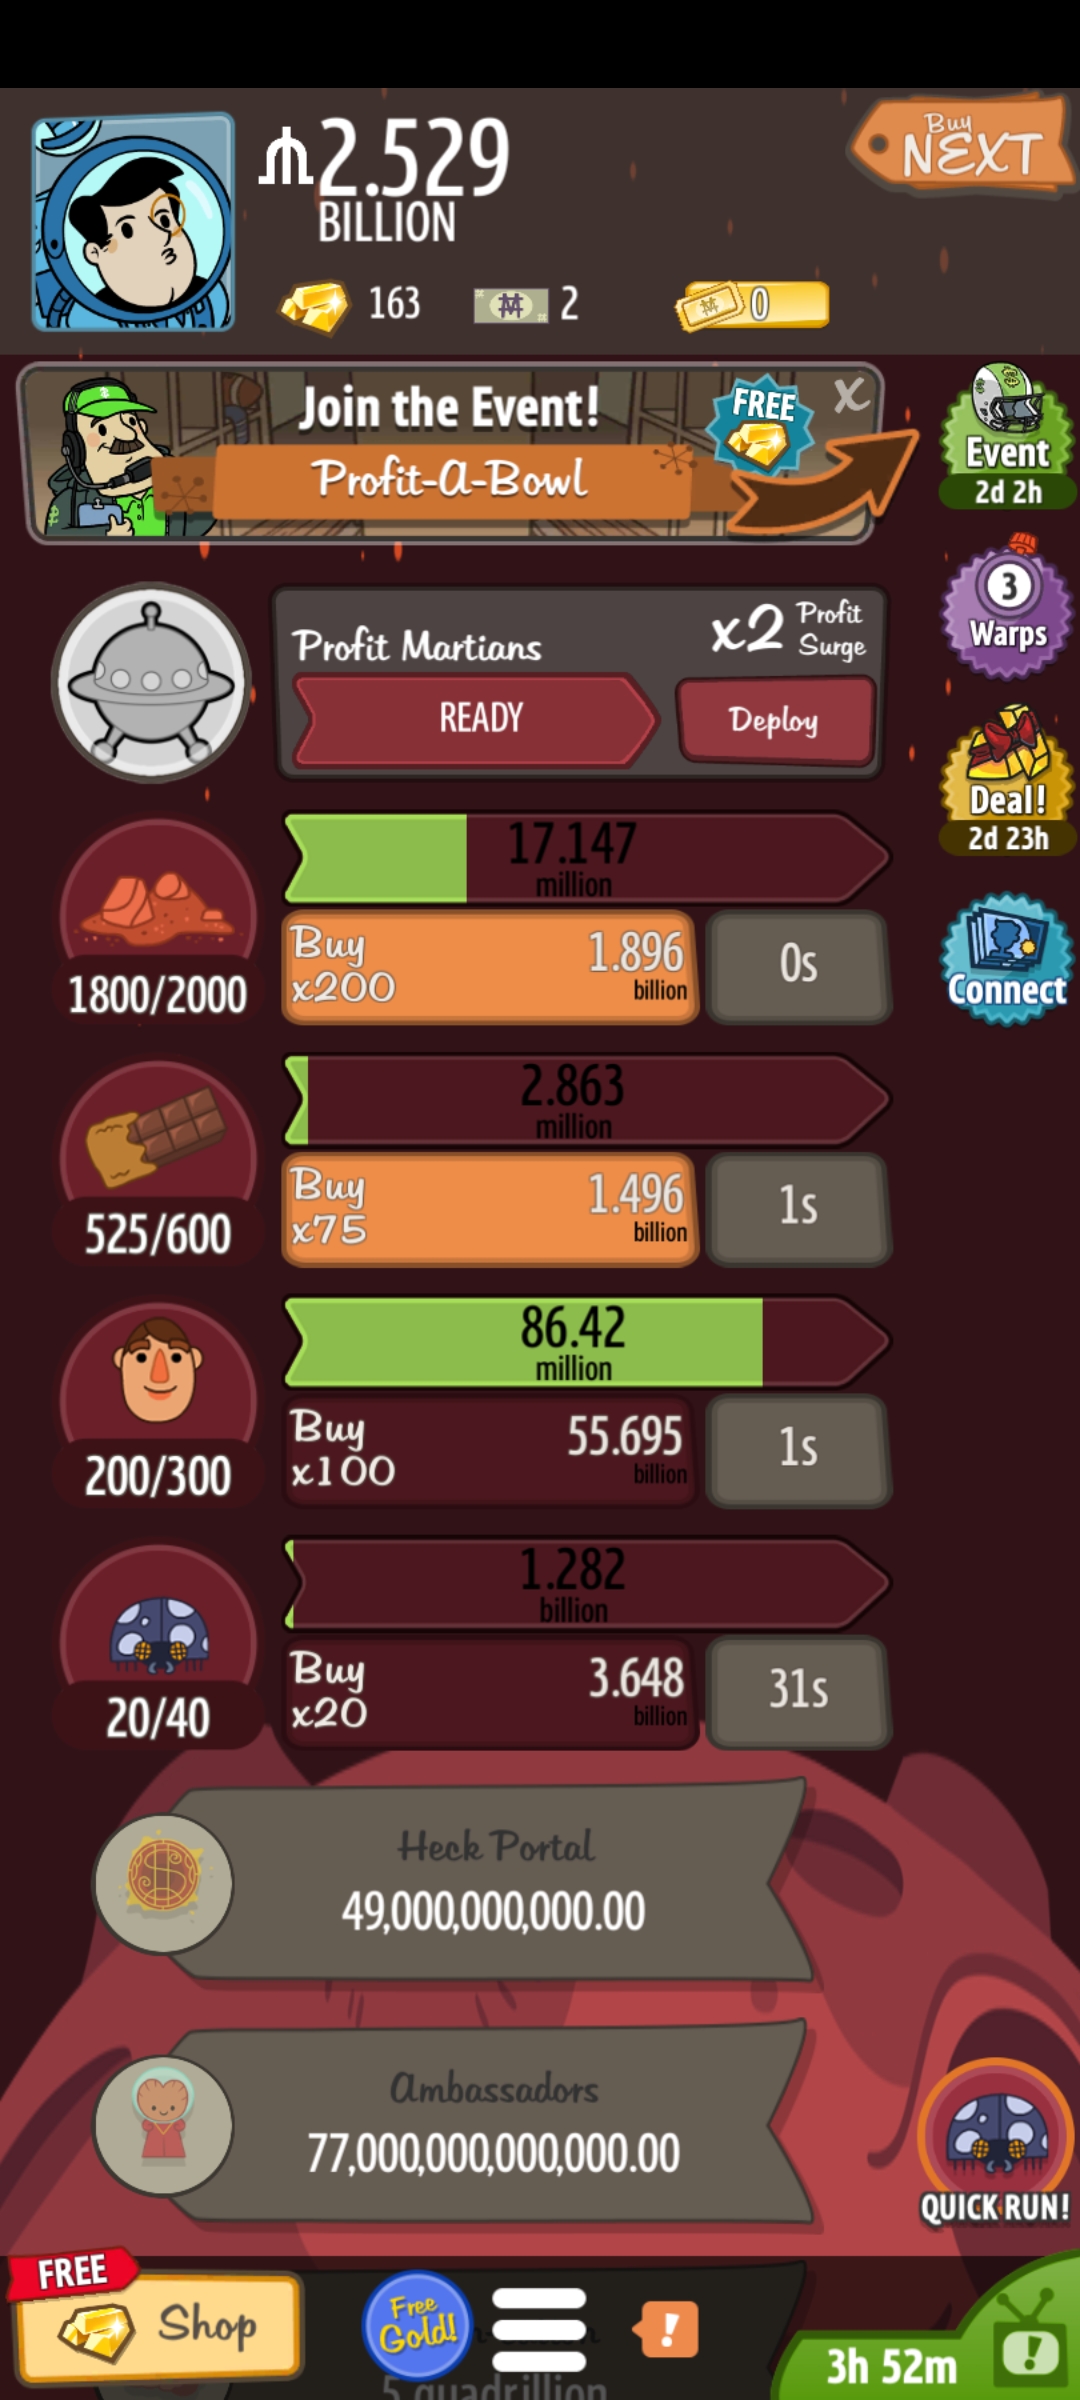 2.529
BILLION
Buy
NEXT
163
2
0
Join the Event!
Profit-A-Bowl
FREE
X
Event
2d 2h
3
Warps
Profit Martians
x2 Profit Surge
READY
Deploy
Deal!
2d 23h
17.147
million
1800/2000
Buy
x200
1.896
billion
0s
Connect
2.863
million
525/600
Buy
x75
1.496
billion
1s
86.42
million
200/300
Buy
x100
55.695
billion
1s
1.282
billion
20/40
Buy
x20
3.648
billion
31s
Heck Portal
49,000,000,000.00
Ambassadors
77,000,000,000,000.00
QUICK RUN!
FREE
Shop
Free
Gold!
!
3h 52m
!
5 quadrillion